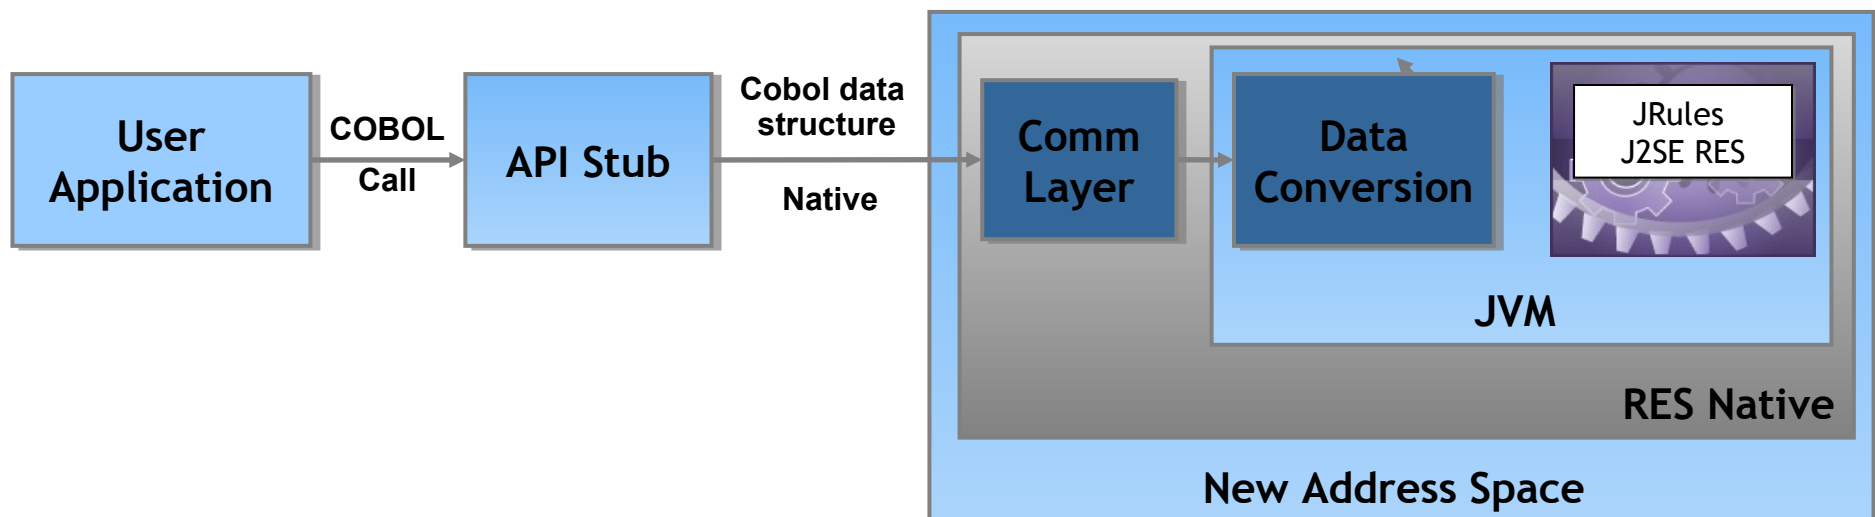 User
Application
COBOL
Call
API Stub
Cobol data
structure
Native
Comm
Layer
Data
Conversion
JRules
J2SE RES
JVM
RES Native
New Address Space